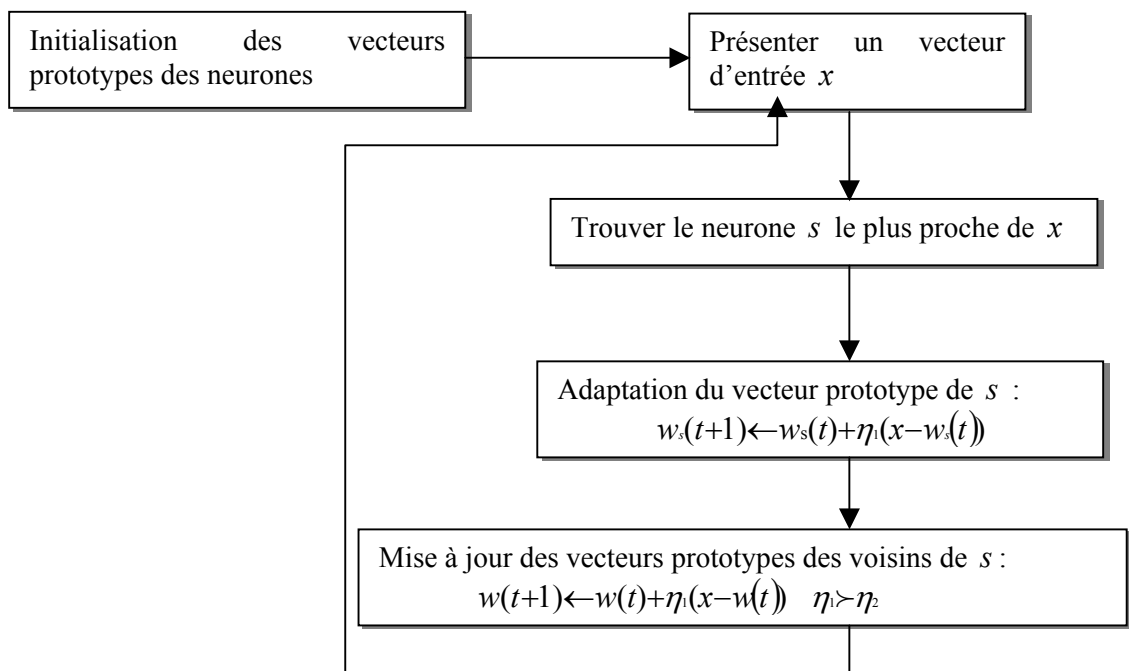 Initialisation des vecteurs
prototypes des neurones
Présenter un vecteur
d'entrée x
Trouver le neurone s le plus proche de x
Adaptation du vecteur prototype de s :
wₛ(t+1)←wₛ(t)+η₁(x−wₛ(t))
Mise à jour des vecteurs prototypes des voisins de s :
w(t+1)←w(t)+η₁(x−w(t)) η₁≻η₂